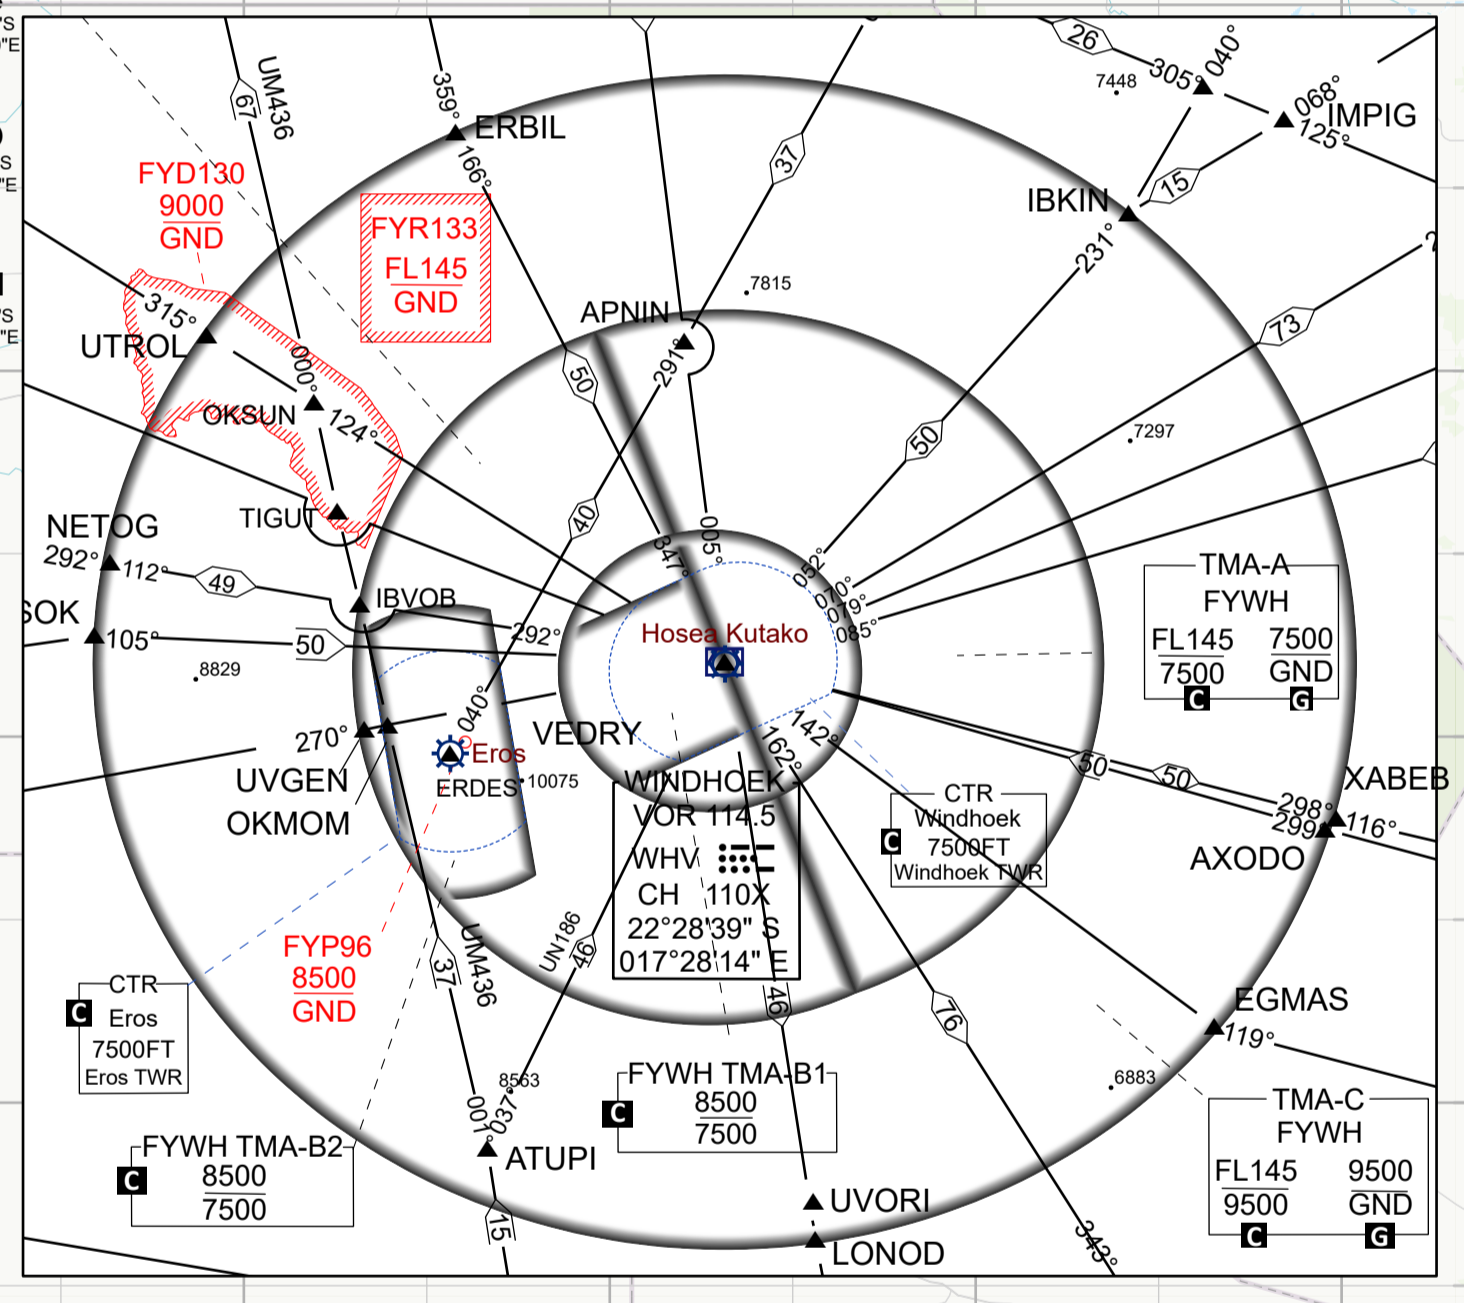 26
305°
040°
7448
068°
IMPIG
125°
15
IBKIN
231°
359°
ERBIL
166°
67
UM436
37
FYD130
9000
GND
FYR133
FL145
GND
7815
APNIN
291°
315°
UTROL
000°
OKSUN
124°
50
73
7297
50
40
TIGUT
NETOG
292°
112°
49
IBVOB
292°
347°
005°
052°
070°
079°
085°
SOK
105°
50
8829
Hosea Kutako
TMA-A
FYWH
FL145
7500
7500
GND
C
G
270°
040°
Eros
VEDRY
UVGEN
ERDES
10075
OKMOM
162°
142°
WINDHOEK
VOR 114.5
WHV
CH 110X
22°28'39" S
017°28'14" E
CTR
Windhoek
7500FT
Windhoek TWR
C
50
50
XABEB
298°
299°
116°
AXODO
FYP96
8500
GND
UM436
37
UN186
46
46
76
CTR
Eros
7500FT
Eros TWR
C
EGMAS
119°
8563
001°
037°
ATUPI
FYWH TMA-B1
8500
7500
C
6883
FYWH TMA-B2
8500
7500
C
TMA-C
FYWH
FL145
9500
9500
GND
C
G
15
UVORI
LONOD
343°